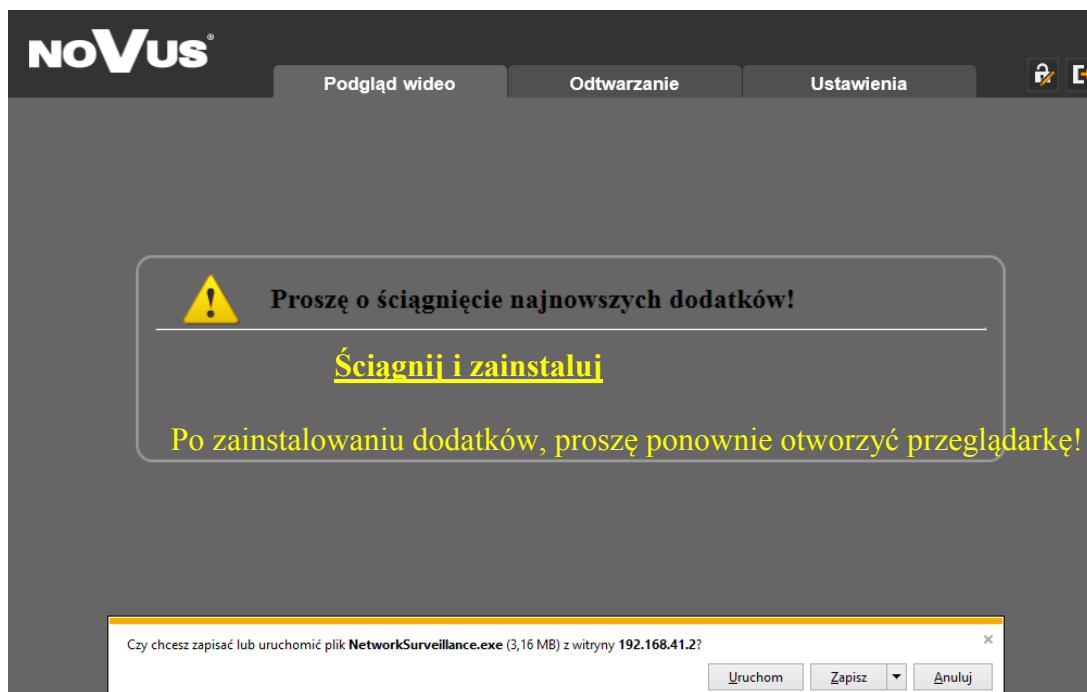 NOVUS®
Podgląd wideo Odtwarzanie Ustawienia
Proszę o ściągnięcie najnowszych dodatków!
Ściągnij i zainstaluj
Po zainstalowaniu dodatków, proszę ponownie otworzyć przeglądarkę!
Czy chcesz zapisać lub uruchomić plik NetworkSurveillance.exe (3,16 MB) z witryny 192.168.41.2?
Uruchom Zapisz Anuluj